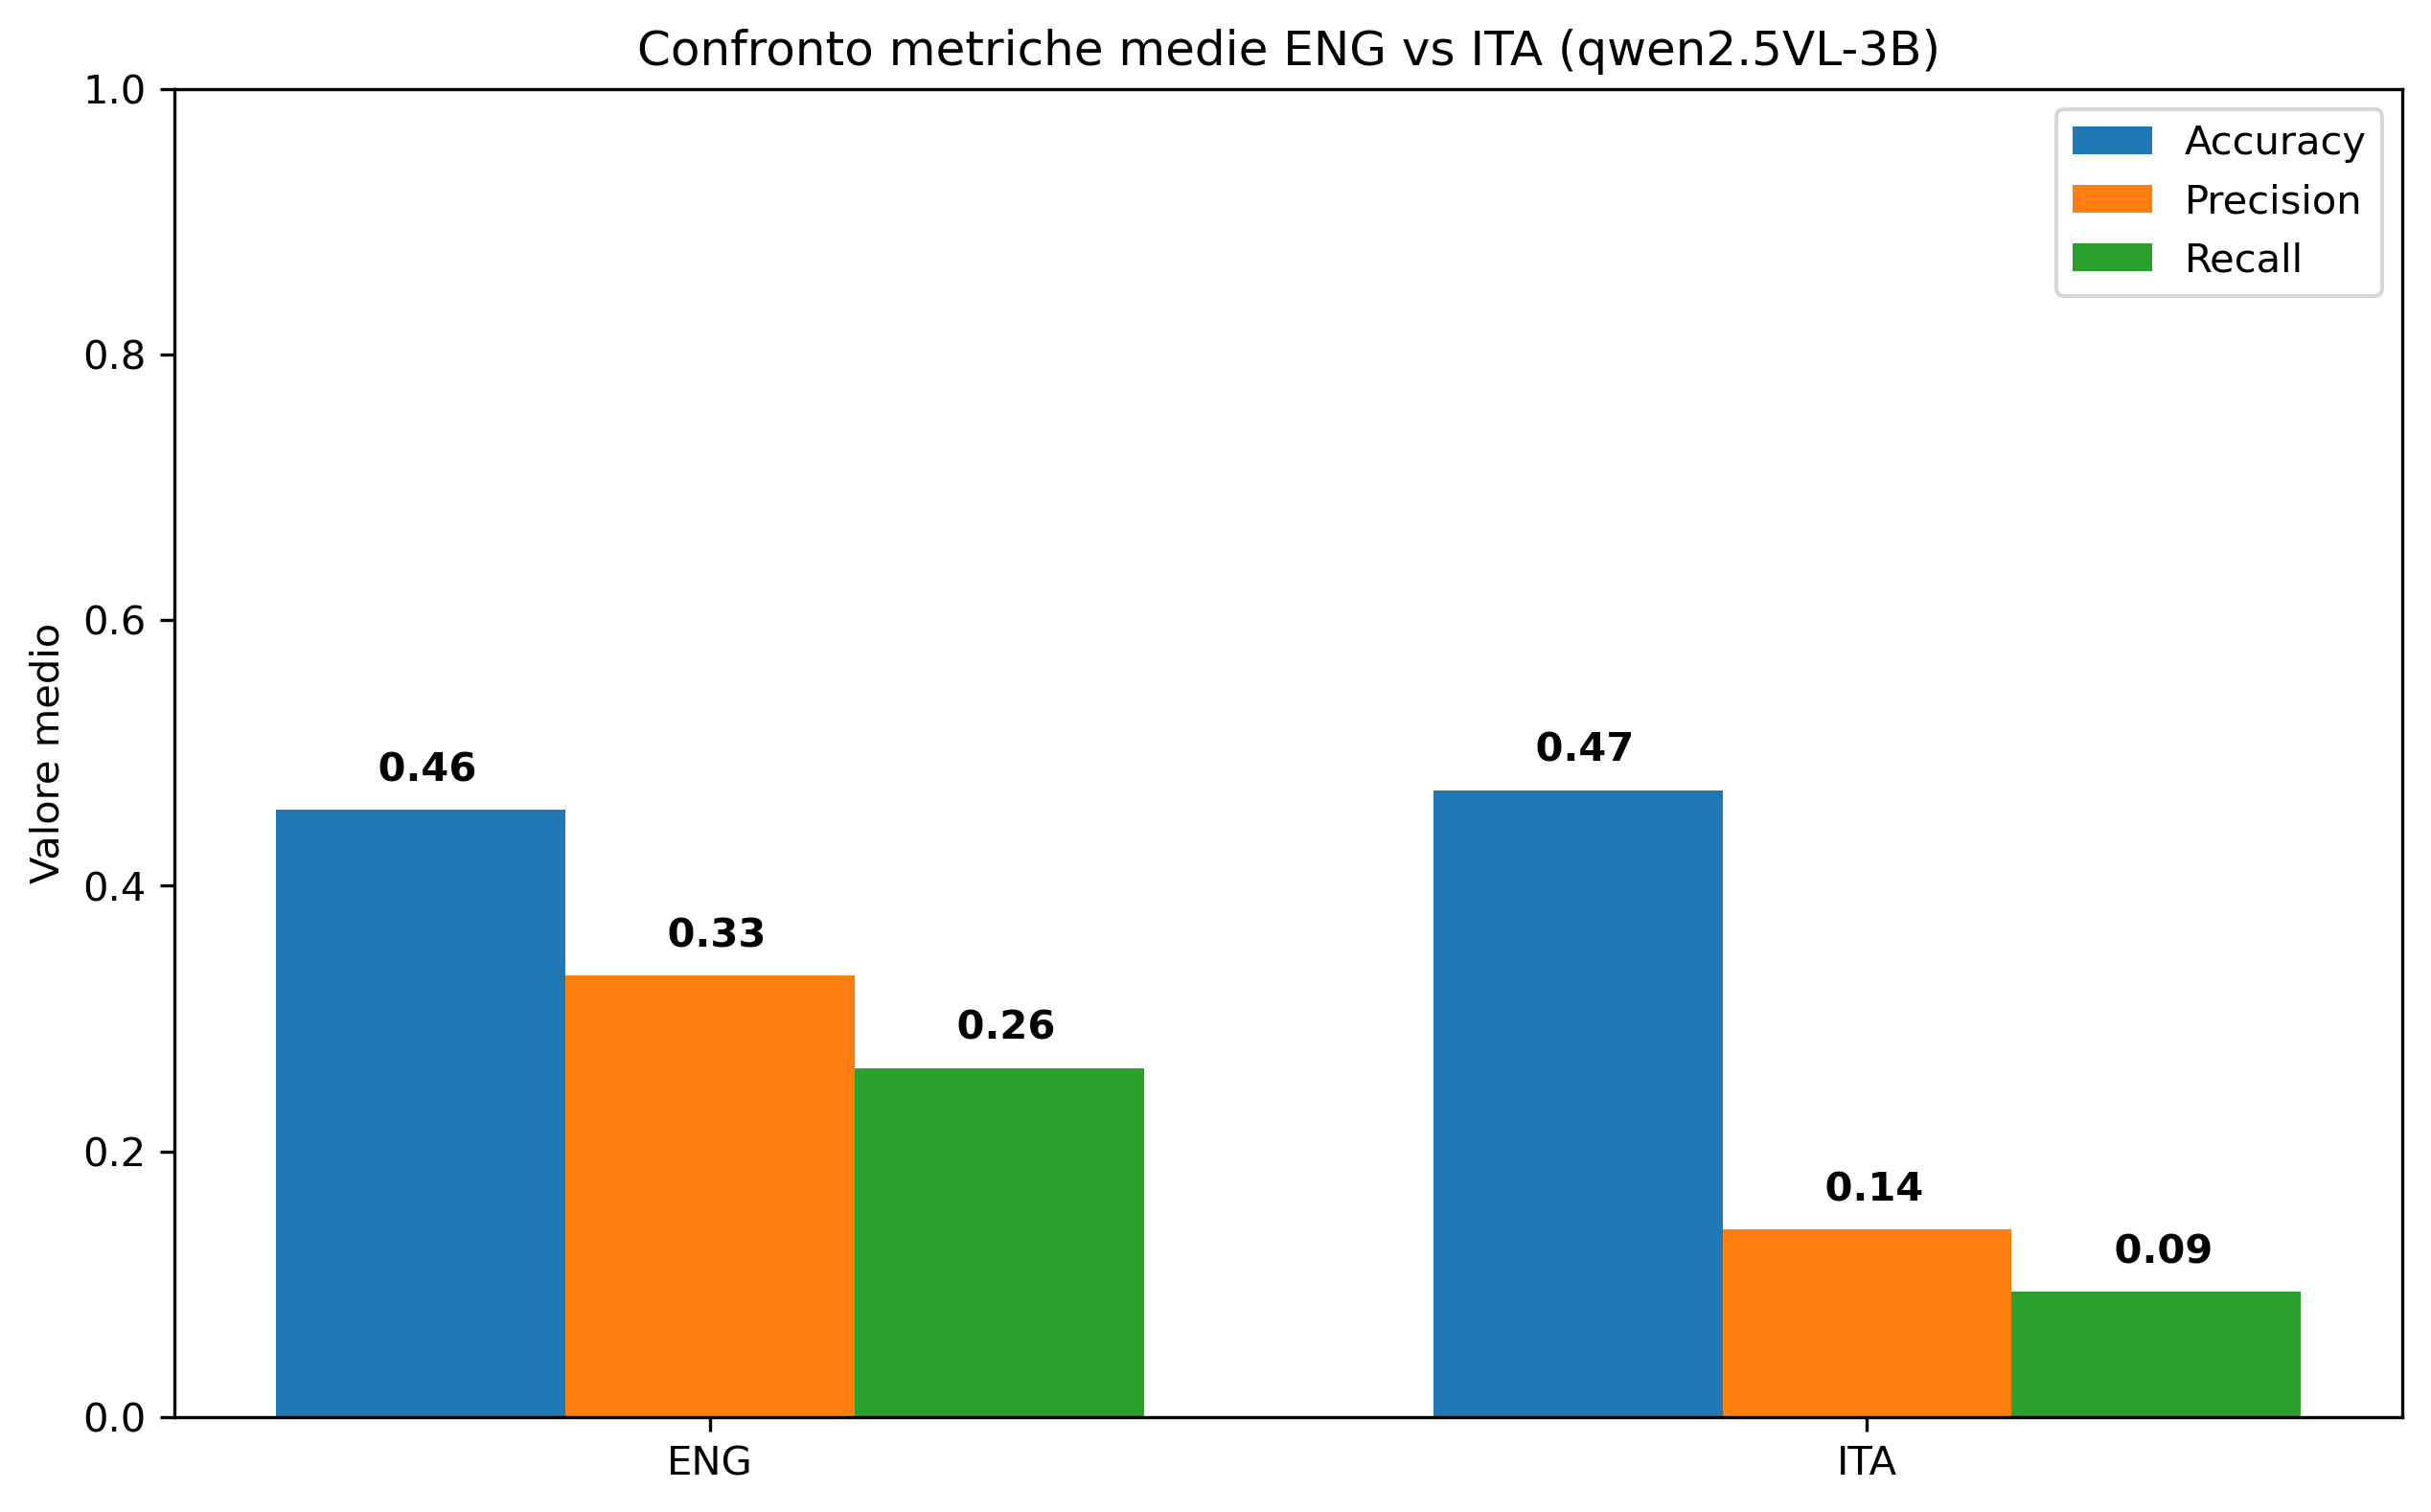 Confronto metriche medie ENG vs ITA (qwen2.5VL-3B)
1.0
0.8
0.6
0.4
0.2
0.0
Valore medio
Accuracy
Precision
Recall
0.46
0.33
0.26
0.47
0.14
0.09
ENG
ITA